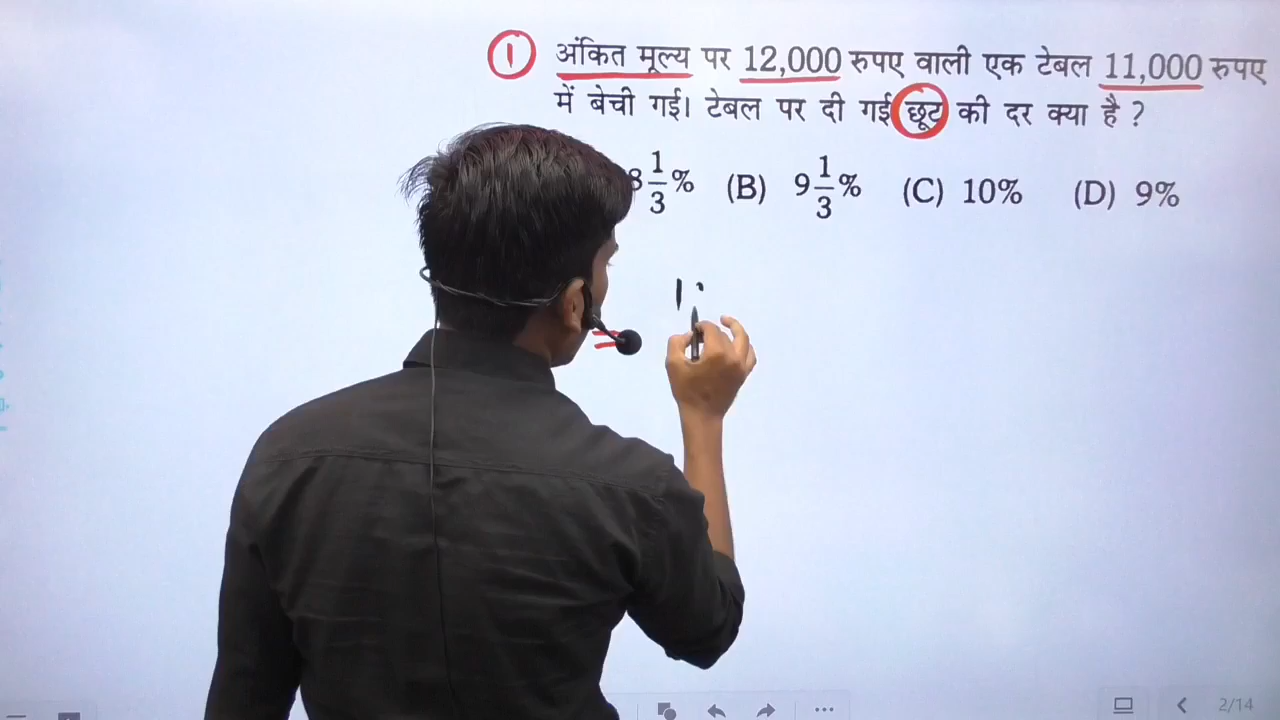 ① अंकित मूल्य पर 12,000 रुपए वाली एक टेबल 11,000 रुपए
में बेची गई। टेबल पर दी गई छूट की दर क्या है ?
8 1/3% (B) 9 1/3% (C) 10% (D) 9%
2/14